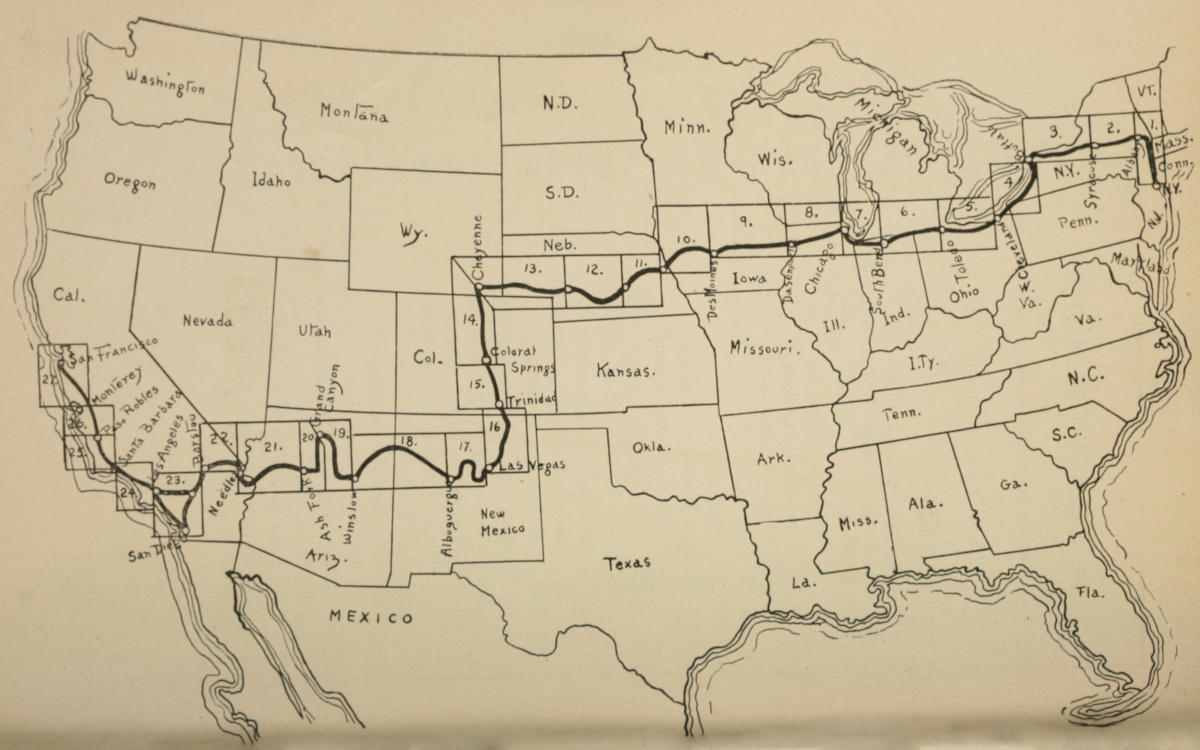 Washington
Montana
N.D.
Minn.
Michigan
VT.
Oregon
Idaho
S.D.
Wis.
Buffalo
3.
2.
1.
Mass.
Conn.
N.Y.
Syracuse
Albany
N.Y.
4.
5.
Penn.
N.J.
Wy.
Cheyenne
Neb.
10.
9.
8.
7.
6.
13.
12.
11.
Des Moines
Iowa
Davenport
Chicago
South Bend
Toledo
Ohio
Cleveland
Maryland
W.
Va.
Va.
Cal.
Nevada
Utah
Col.
14.
Colorat
Springs
15.
Trinidad
Kansas.
Missouri.
Ill.
Ind.
I.Ty.
N.C.
San Francisco
27.
Monterey
26.
Paso Robles
25.
Santa Barbara
24.
Los Angeles
23.
Barstow
22.
Needles
21.
20
Grand
Canyon
19.
18.
17.
16
Las Vegas
Ash Fork
Winslow
Albuquerque
San Diego
Ariz.
New
Mexico
Okla.
Ark.
Tenn.
S.C.
Miss.
Ala.
Ga.
Texas
La.
Fla.
MEXICO